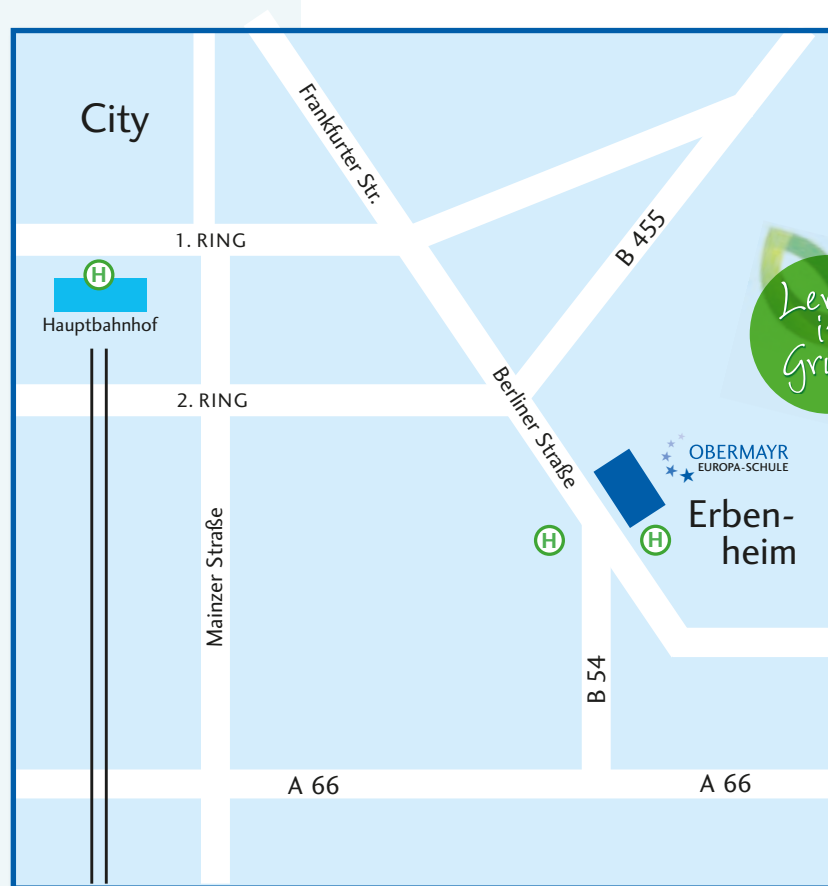 City
Frankfurter Str.
1. RING
B 455
H
Hauptbahnhof
2. RING
Berliner Straße
OBERMAYR
EUROPA-SCHULE
Erben-
heim
H
H
Mainzer Straße
B 54
A 66
A 66